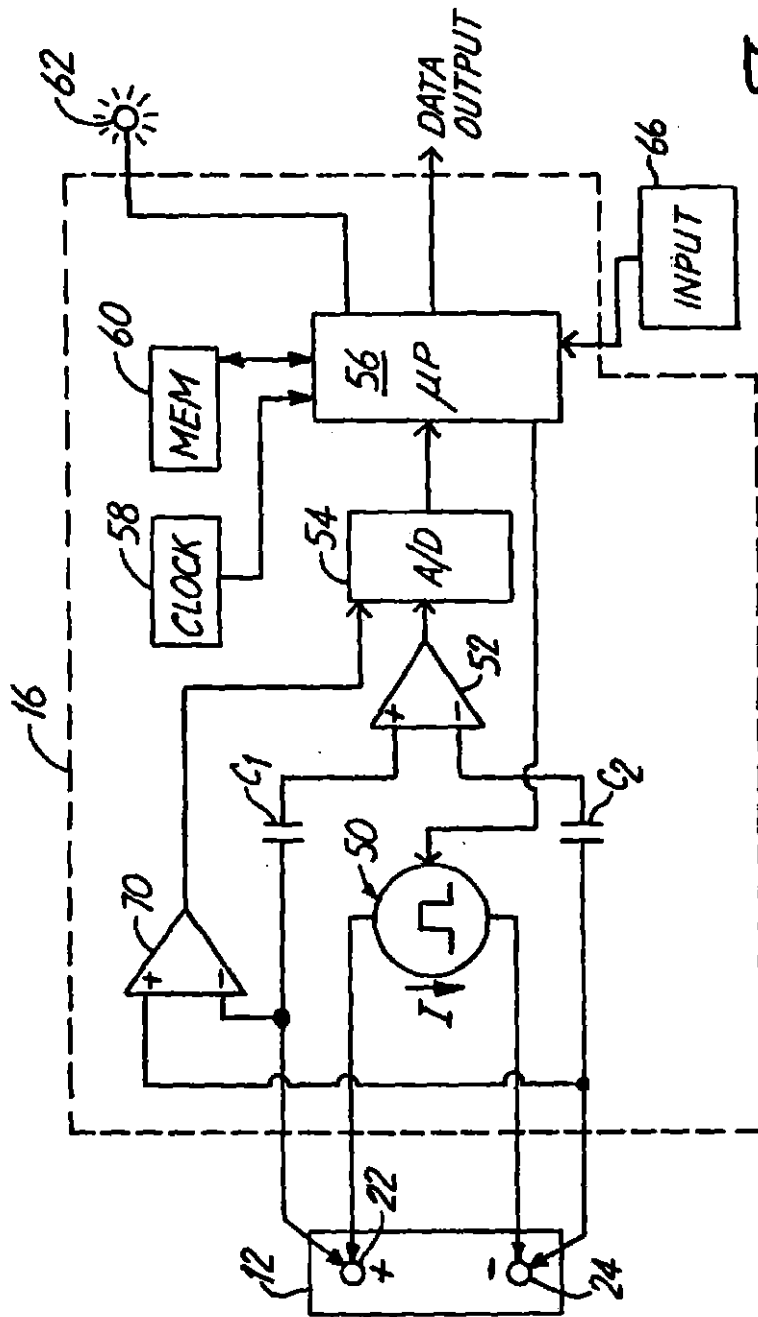 16
62
70
58
CLOCK
60
MEM
+
-
C1
54
A/D
56
μP
DATA
OUTPUT
12
22
+
50
I
+
-
52
-
24
C2
66
INPUT